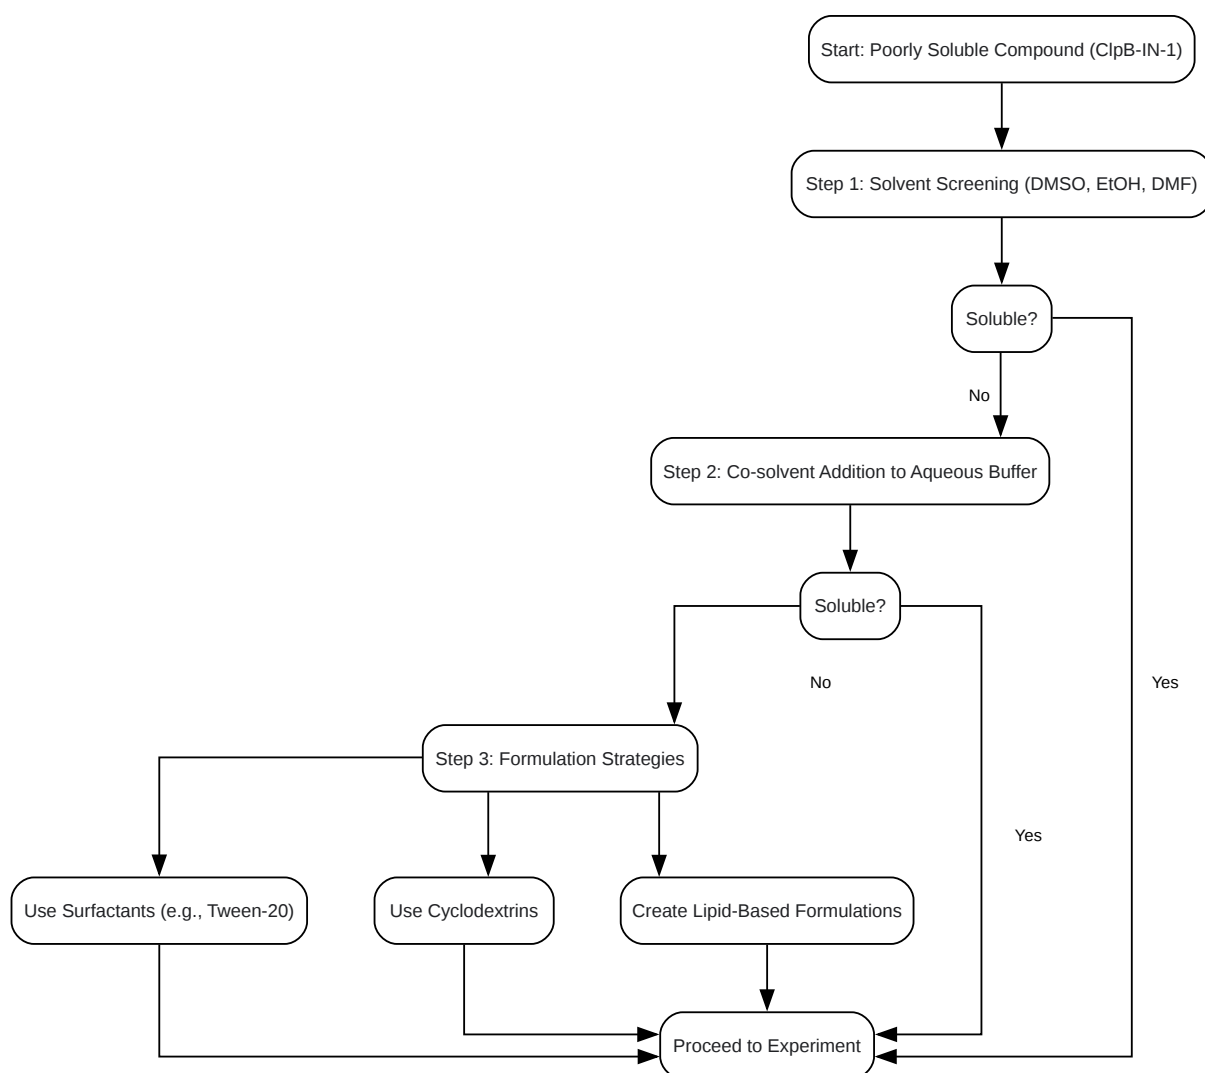 Start: Poorly Soluble Compound (ClpB-IN-1)
Step 1: Solvent Screening (DMSO, EtOH, DMF)
Soluble?
No
Step 2: Co-solvent Addition to Aqueous Buffer
Soluble?
No
Yes
Step 3: Formulation Strategies
Yes
Use Surfactants (e.g., Tween-20)
Use Cyclodextrins
Create Lipid-Based Formulations
Proceed to Experiment